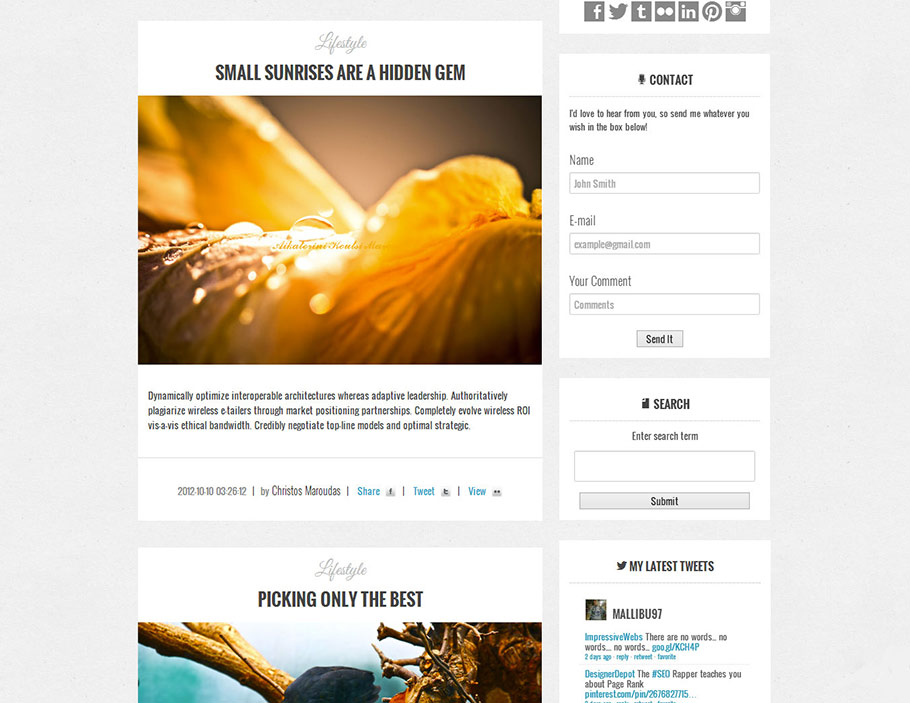 Lifestyle
SMALL SUNRISES ARE A HIDDEN GEM
Dynamically optimize interoperable architectures whereas adaptive leadership. Authoritatively
plagiarize wireless e-tailers through market positioning partnerships. Completely evolve wireless ROI
vis-a-vis ethical bandwidth. Credibly negotiate top-line models and optimal strategic.
2012-10-10 03:26:12 | by Christos Maroudas | Share | Tweet | View
Lifestyle
PICKING ONLY THE BEST
CONTACT
I'd love to hear from you, so send me whatever you
wish in the box below!
Name
John Smith
E-mail
example@gmail.com
Your Comment
Comments
Send It
SEARCH
Enter search term
Submit
MY LATEST TWEETS
MALLIBU97
ImpressiveWebs There are no words... no
words.... no words... goo.gl/KCH4P
2 days ago · reply · retweet · favorite
DesignerDepot The #SEO Rapper teaches you
about Page Rank
pinterest.com/pin/2676827715...